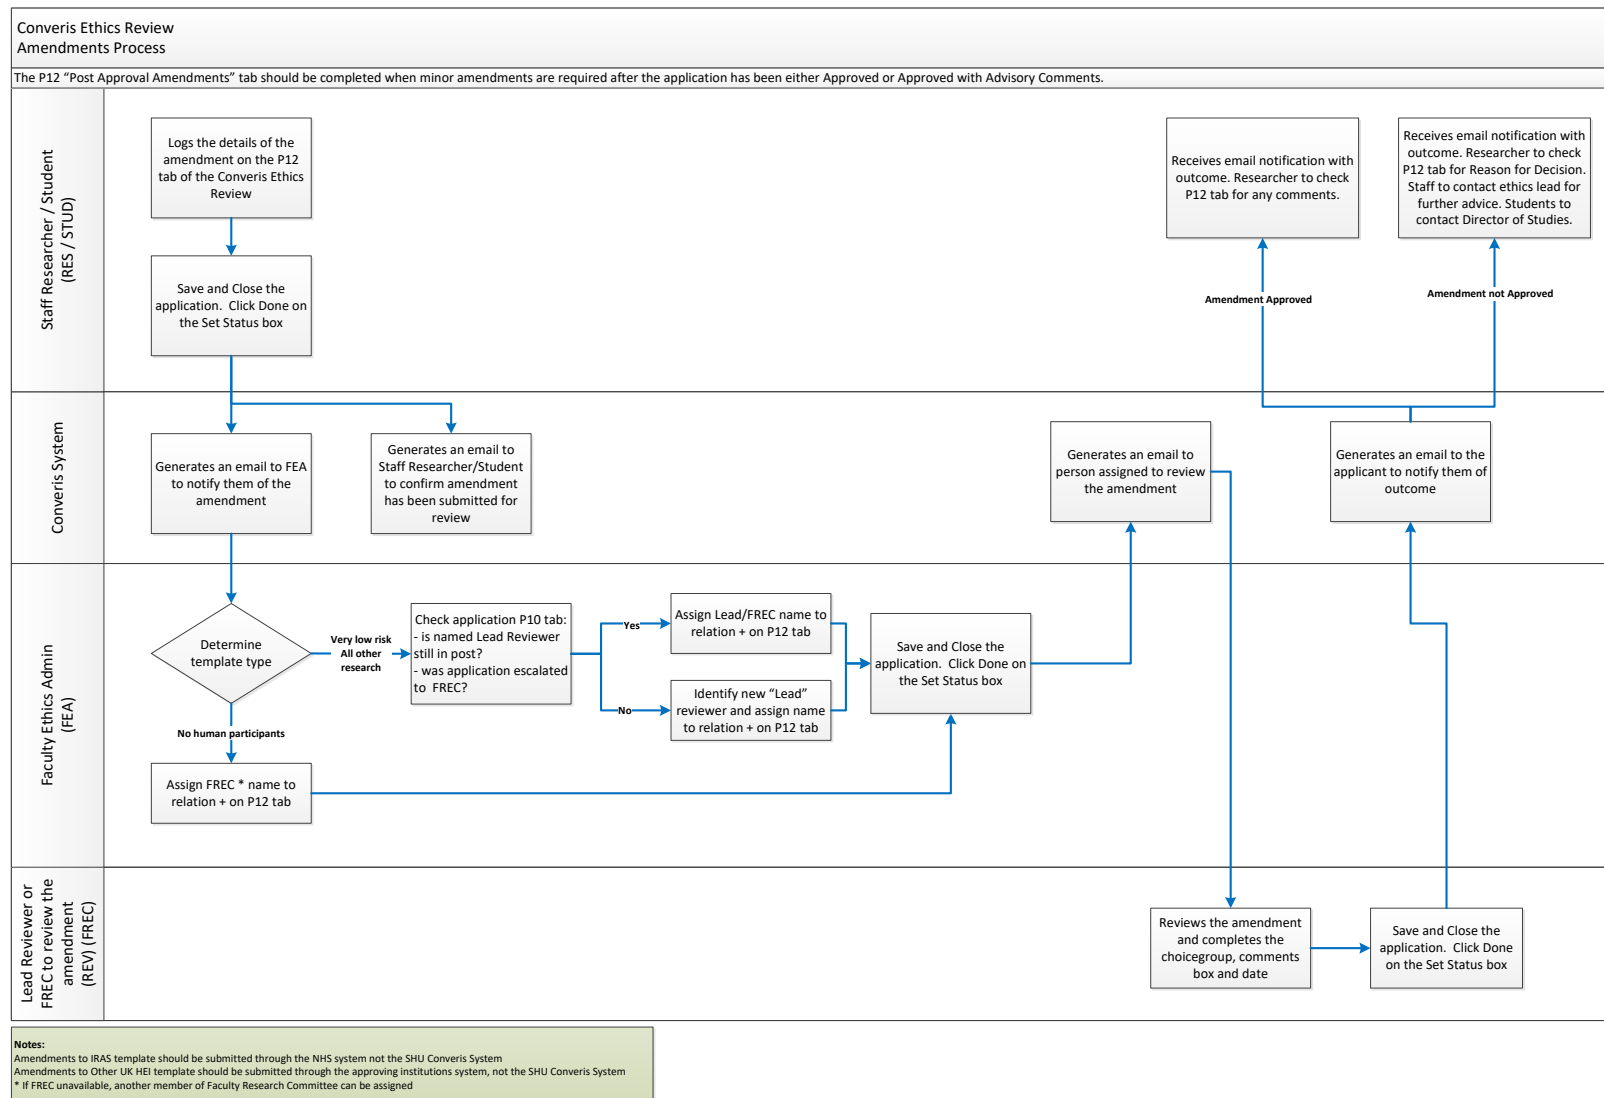 Converis Ethics Review
Amendments Process
The P12 “Post Approval Amendments” tab should be completed when minor amendments are required after the application has been either Approved or Approved with Advisory Comments.
Staff Researcher / Student
(RES / STUD)
Logs the details of the
amendment on the P12
tab of the Converis Ethics
Review
Save and Close the
application.  Click Done on
the Set Status box
Receives email notification with
outcome. Researcher to check
P12 tab for any comments.
Receives email notification with
outcome. Researcher to check
P12 tab for Reason for Decision.
Staff to contact ethics lead for
further advice. Students to
contact Director of Studies.
Amendment Approved
Amendment not Approved
Converis System
Generates an email to FEA
to notify them of the
amendment
Generates an email to
Staff Researcher/Student
to confirm amendment
has been submitted for
review
Generates an email to
person assigned to review
the amendment
Generates an email to the
applicant to notify them of
outcome
Faculty Ethics Admin
(FEA)
Determine
template type
Very low risk
All other
research
No human participants
Check application P10 tab:
- is named Lead Reviewer
still in post?
- was application escalated
to  FREC?
Yes
No
Assign Lead/FREC name to
relation + on P12 tab
Identify new “Lead”
reviewer and assign name
to relation + on P12 tab
Save and Close the
application.  Click Done on
the Set Status box
Assign FREC * name to
relation + on P12 tab
Lead Reviewer or
FREC to review the
amendment
(REV) (FREC)
Reviews the amendment
and completes the
choicegroup, comments
box and date
Save and Close the
application.  Click Done
on the Set Status box
Notes:
Amendments to IRAS template should be submitted through the NHS system not the SHU Converis System
Amendments to Other UK HEI template should be submitted through the approving institutions system, not the SHU Converis System
* If FREC unavailable, another member of Faculty Research Committee can be assigned